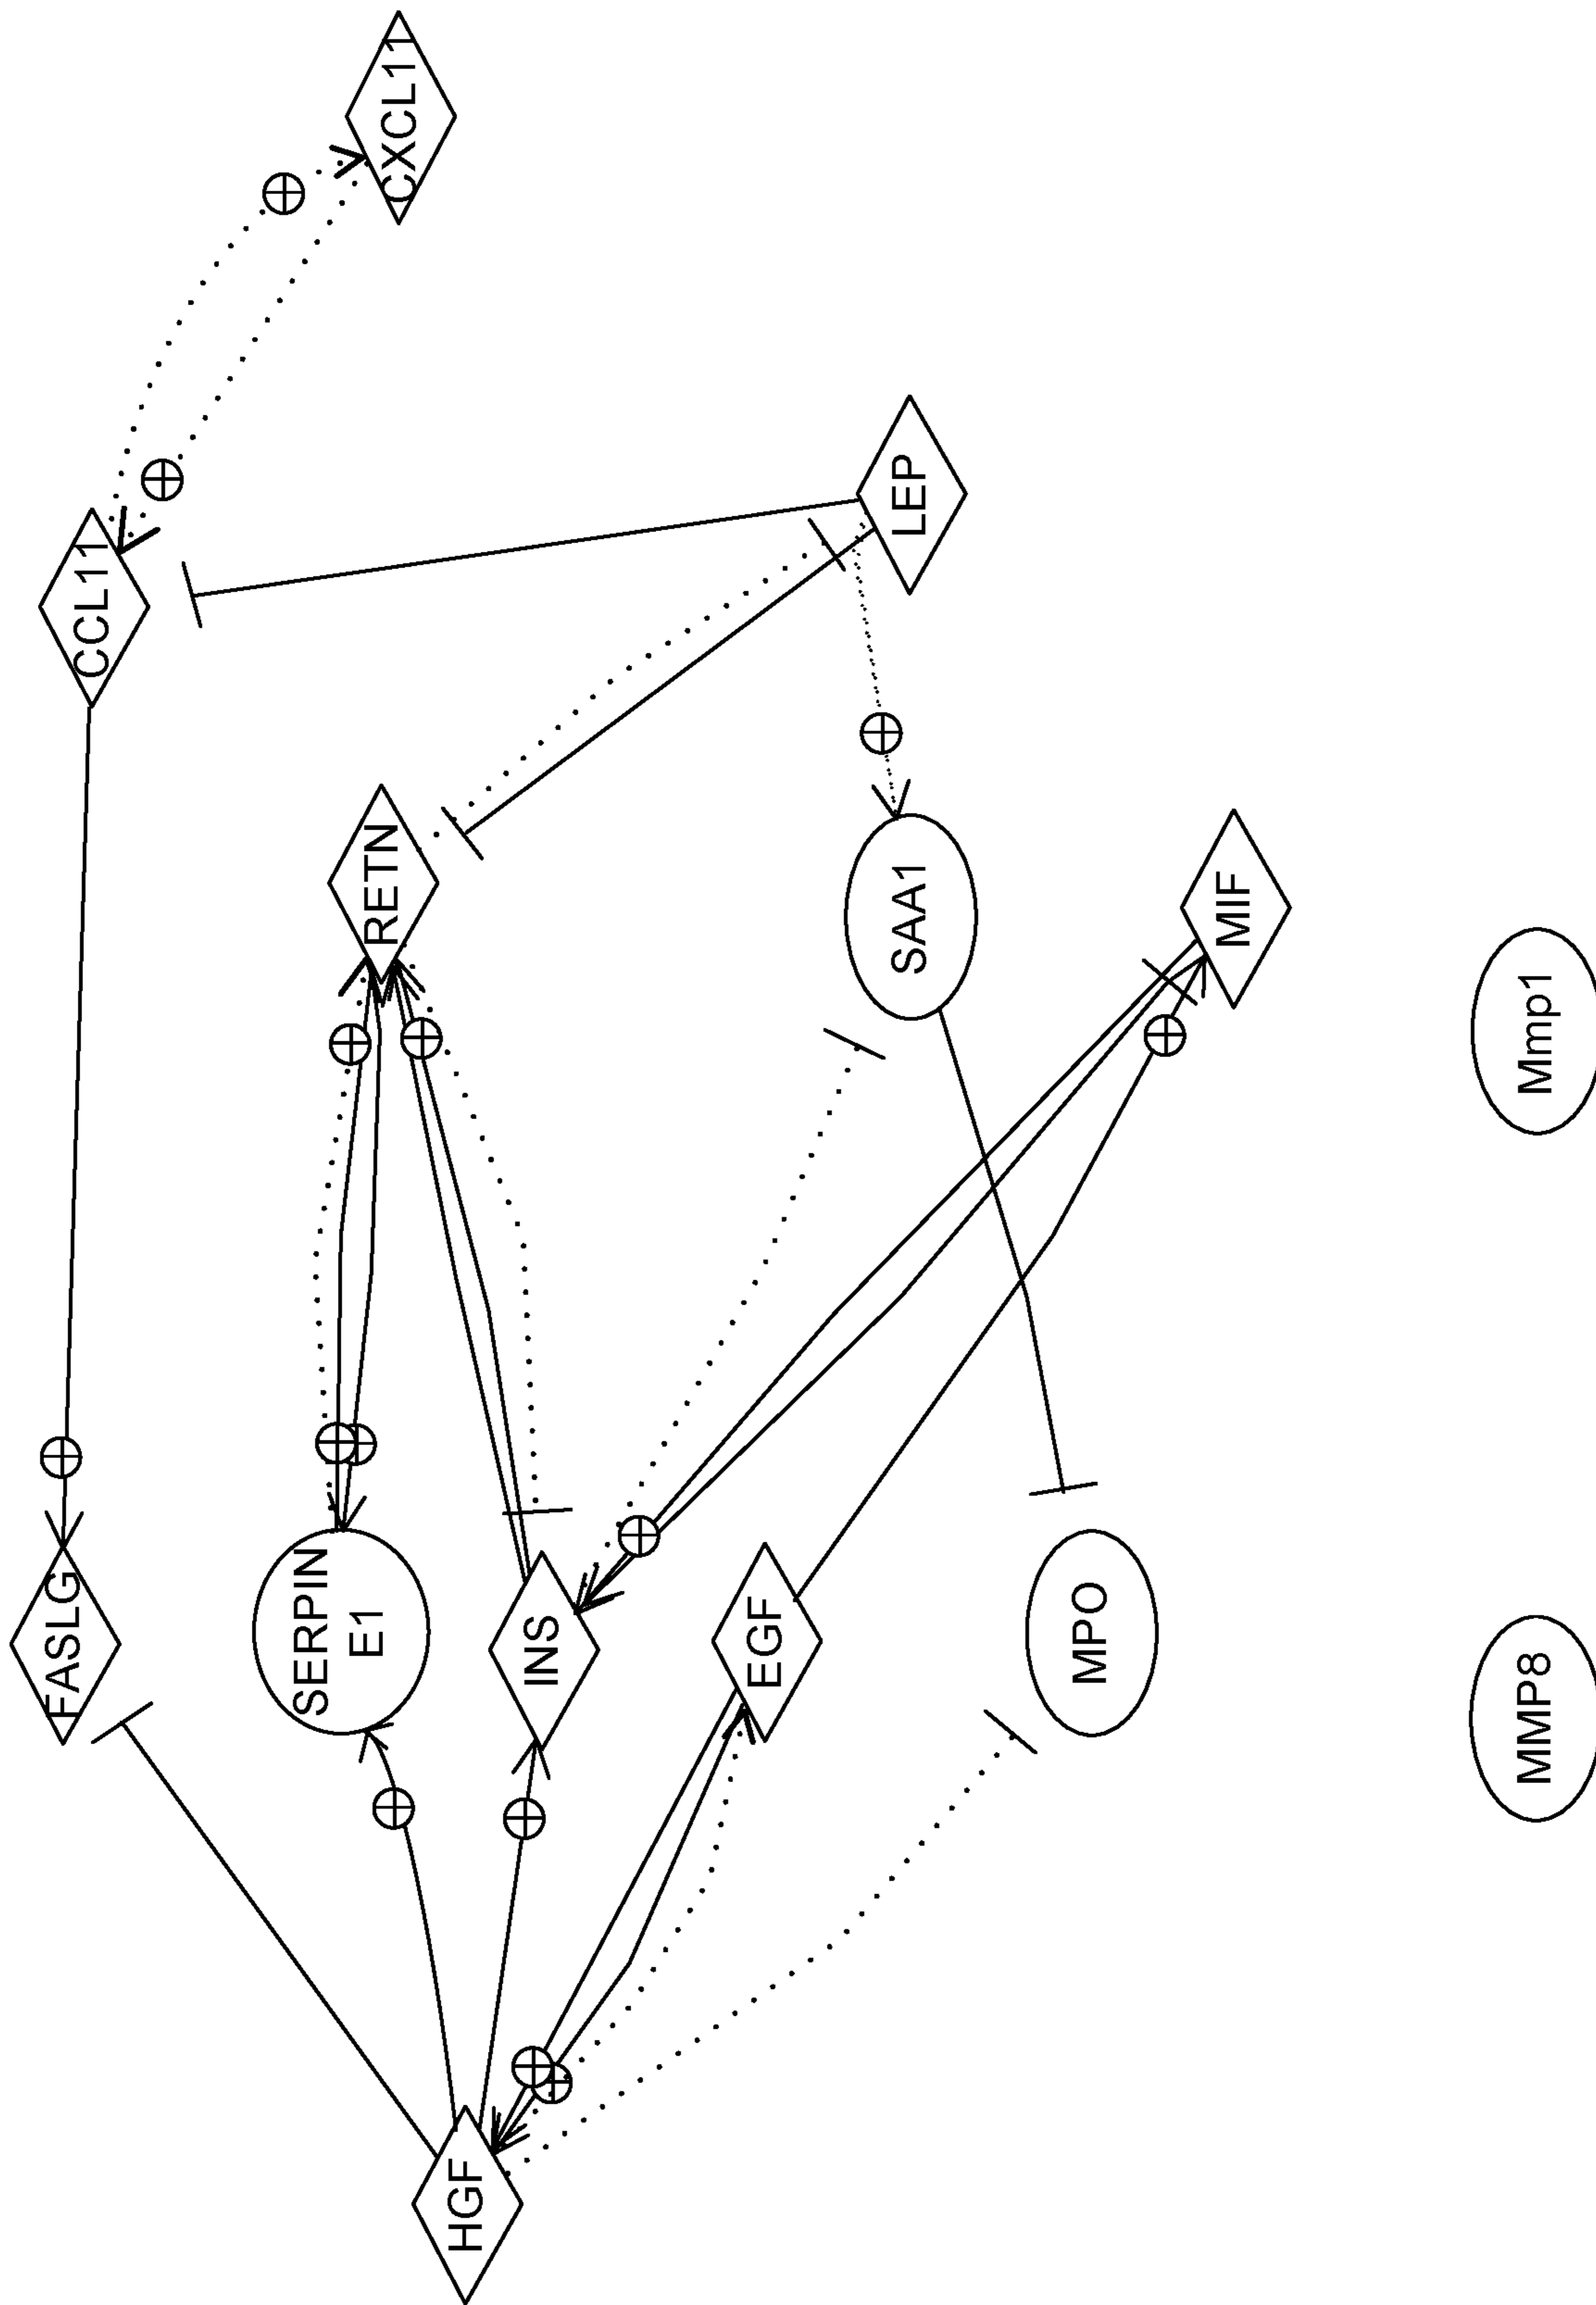 CXCL11
CCL11
LEP
RETN
SAA1
MIF
Mmp1
FASLG
SERPIN
E1
INS
EGF
MPO
MMP8
HGF